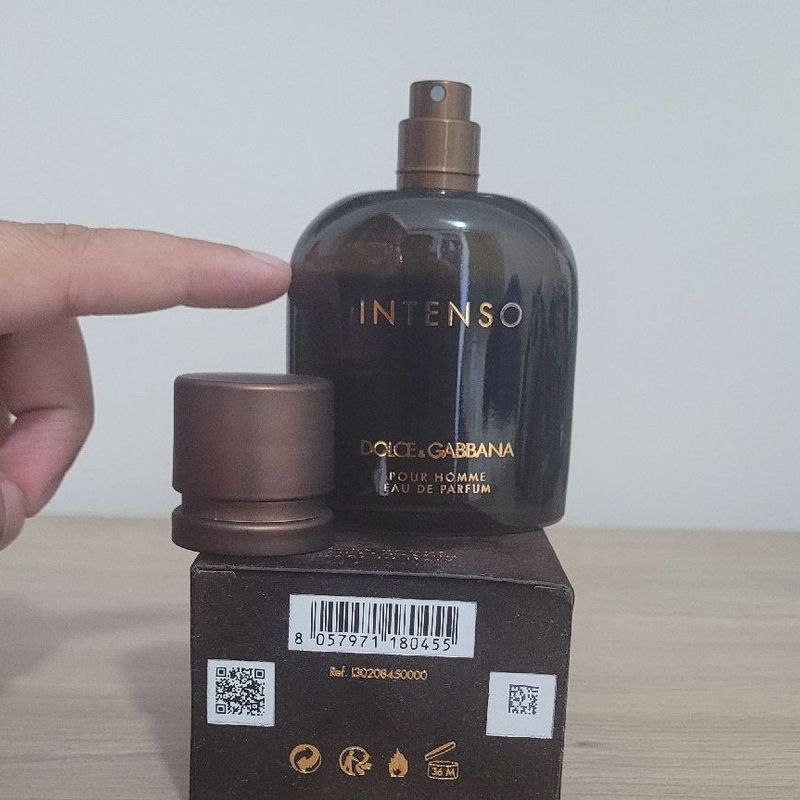 INTENSO
DOLCE & GABBANA
POUR HOMME
EAU DE PARFUM
8 057971 180455
Ref. I30208450000
36 M